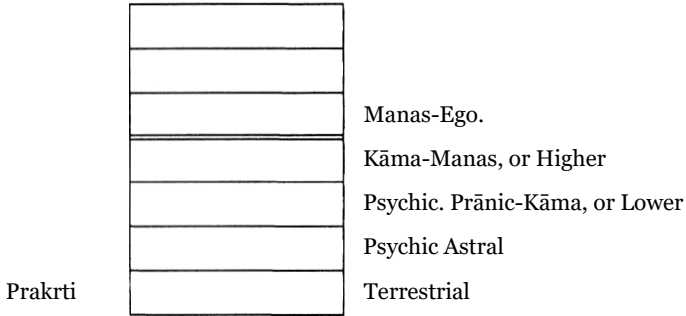 Manas-Ego.
Kāma-Manas, or Higher
Psychic. Prānic-Kāma, or Lower
Psychic Astral
Prakrti Terrestrial